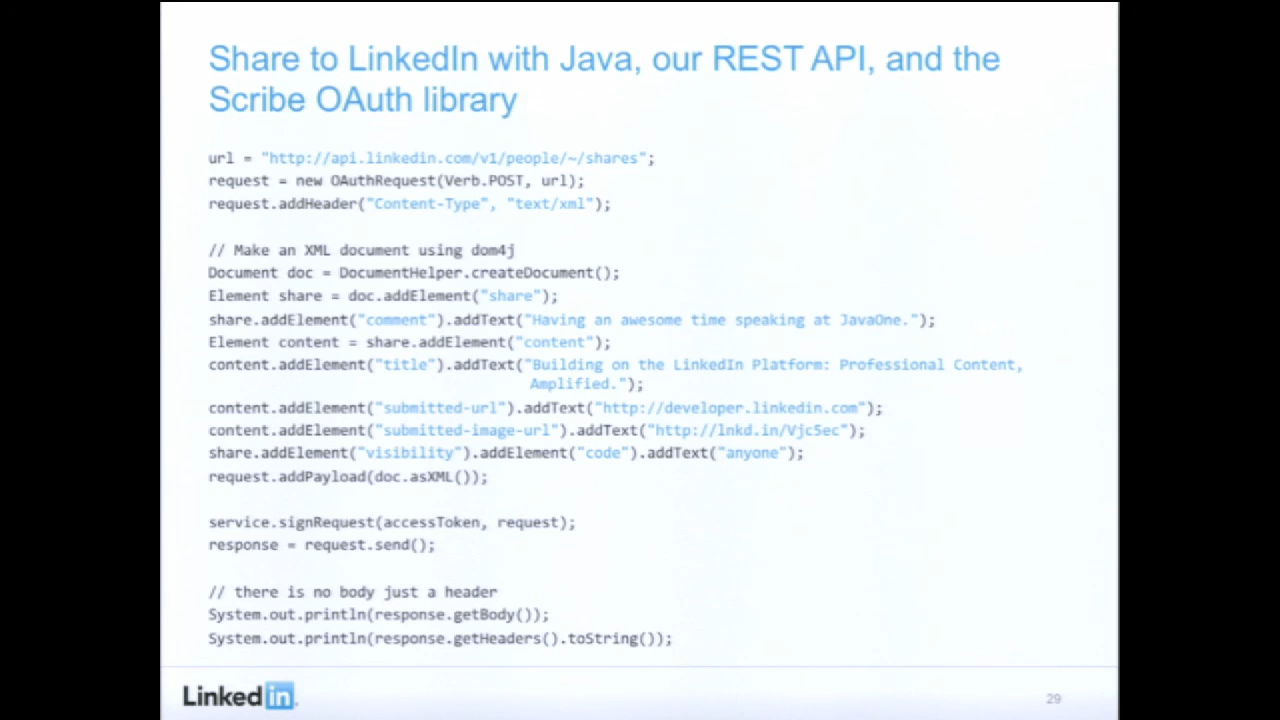 Share to LinkedIn with Java, our REST API, and the
Scribe OAuth library
url = "http://api.linkedin.com/v1/people/~/shares";
request = new OAuthRequest(Verb.POST, url);
request.addHeader("Content-Type", "text/xml");
// Make an XML document using dom4j
Document doc = DocumentHelper.createDocument();
Element share = doc.addElement("share");
share.addElement("comment").addText("Having an awesome time speaking at JavaOne.");
Element content = share.addElement("content");
content.addElement("title").addText("Building on the LinkedIn Platform: Professional Content,
Amplified.");
content.addElement("submitted-url").addText("http://developer.linkedin.com");
content.addElement("submitted-image-url").addText("http://lnkd.in/Vjc5ec");
share.addElement("visibility").addElement("code").addText("anyone");
request.addPayload(doc.asXML());
service.signRequest(accessToken, request);
response = request.send();
// there is no body just a header
System.out.println(response.getBody());
System.out.println(response.getHeaders().toString());
Linked in
29